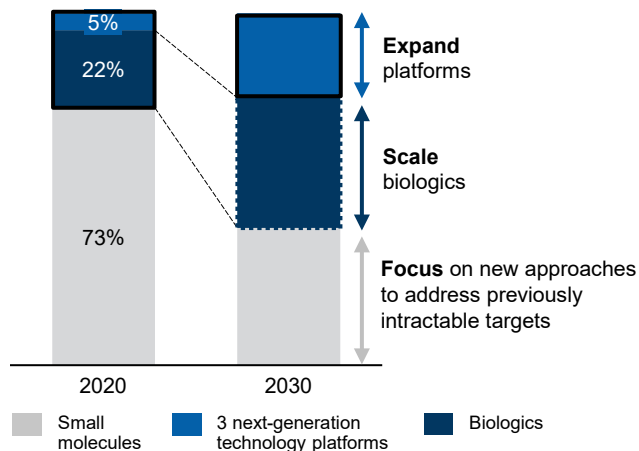 5%
22%
73%
Expand
platforms
Scale
biologics
Focus on new approaches
to address previously
intractable targets
2020
2030
Small
molecules
3 next-generation
technology platforms
Biologics